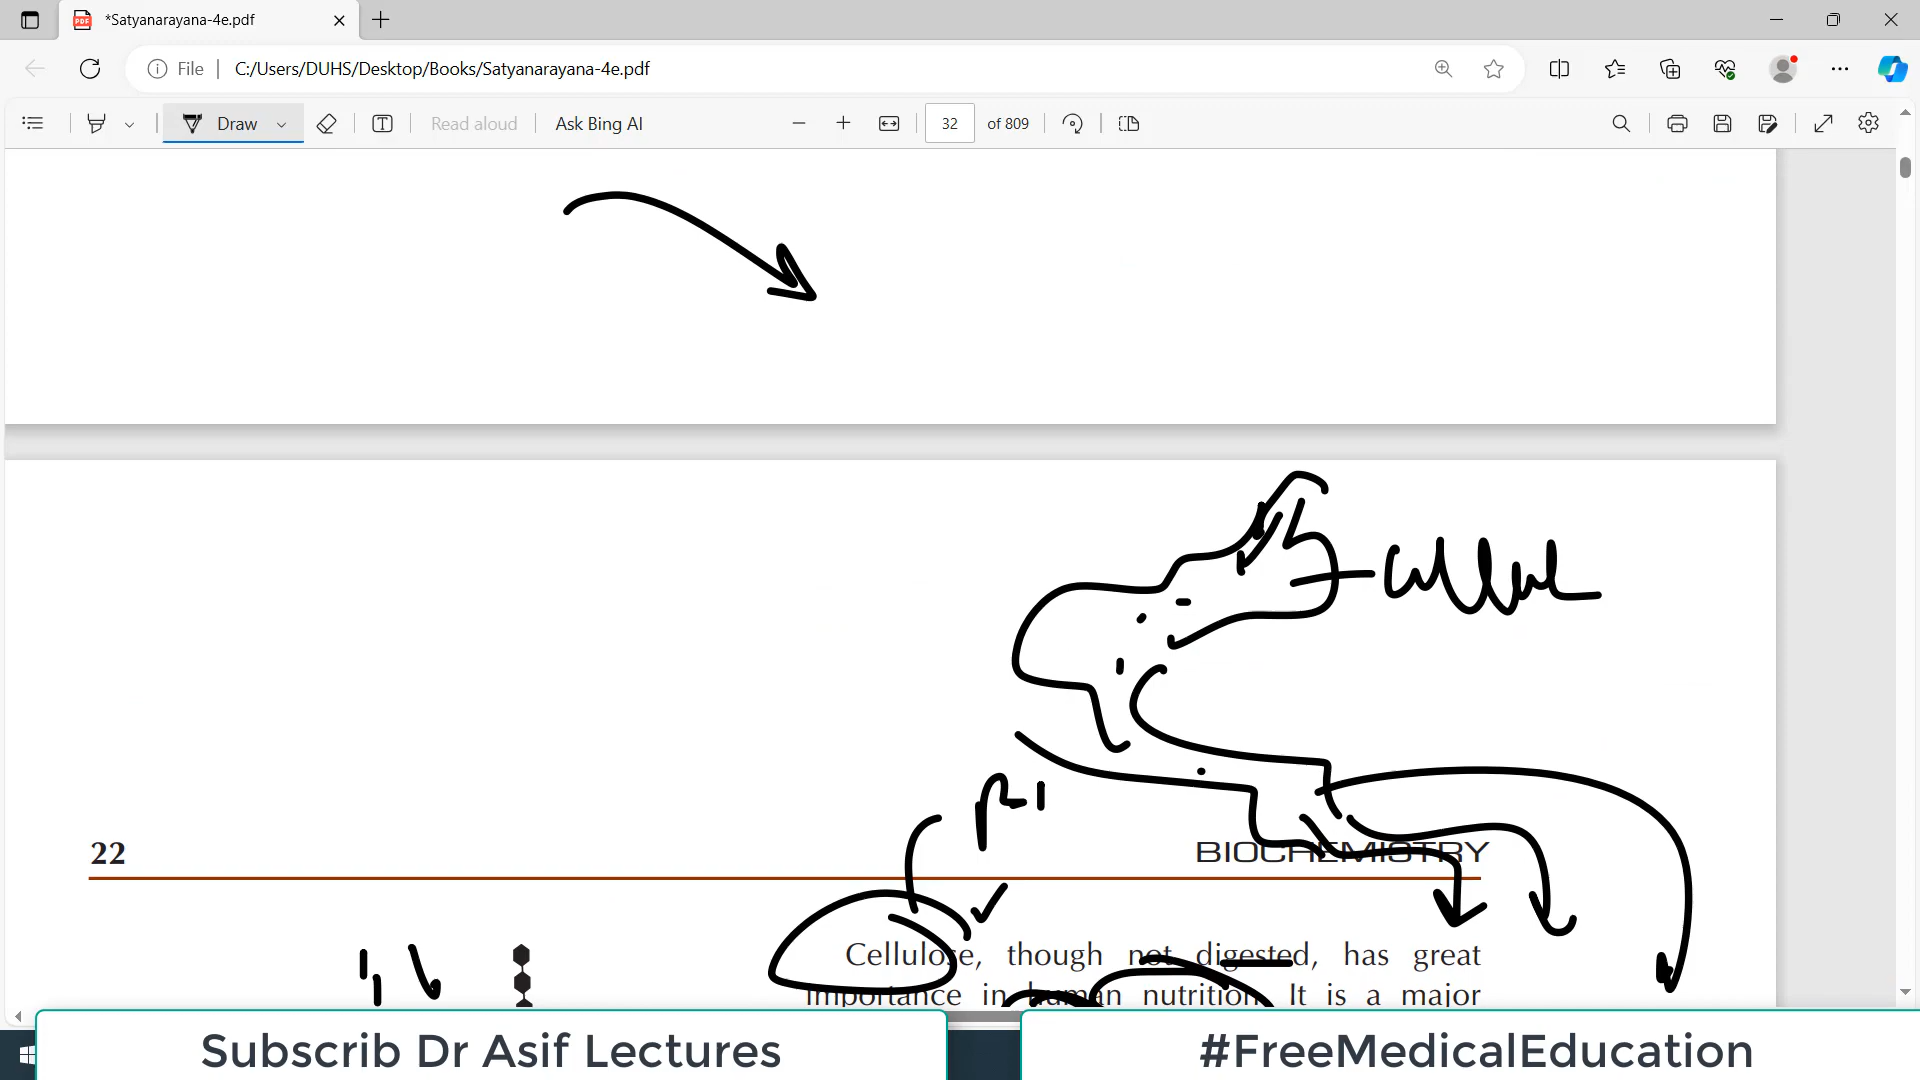 *Satyanarayana-4e.pdf
File C:/Users/DUHS/Desktop/Books/Satyanarayana-4e.pdf
Draw Read aloud Ask Bing AI 32 of 809
22 BIOCHEMISTRY
Cellulose, though not digested, has great
importance in human nutrition. It is a major
Subscrib Dr Asif Lectures #FreeMedicalEducation